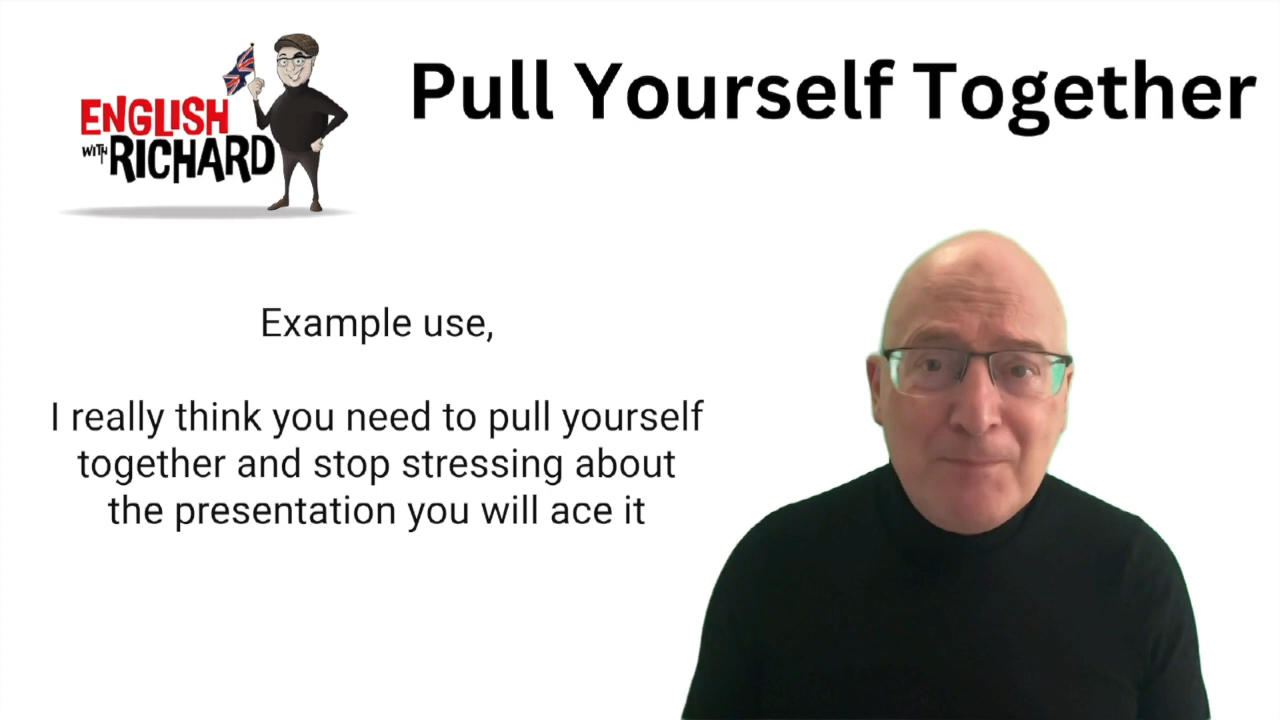 ENGLISH
WITH RICHARD
Pull Yourself Together
Example use,
I really think you need to pull yourself
together and stop stressing about
the presentation you will ace it